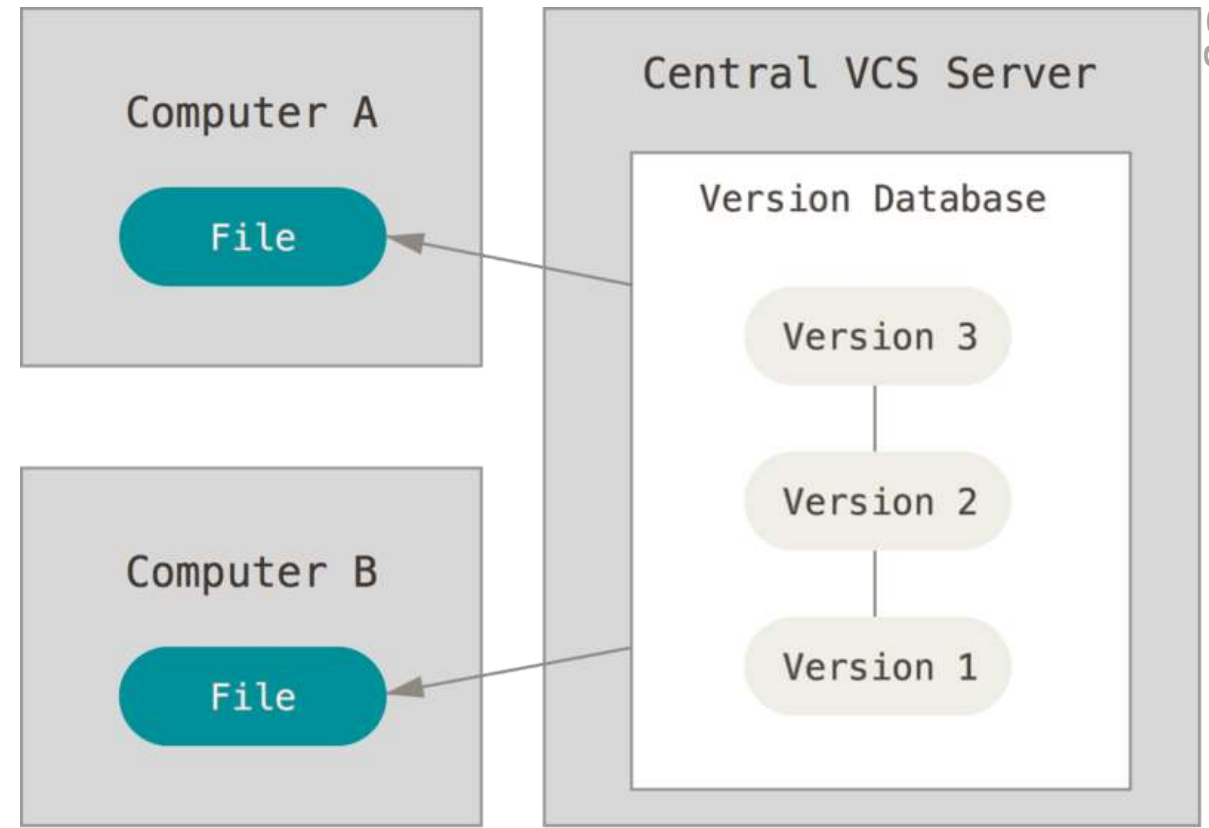 Computer A
File
Computer B
File
Central VCS Server
Version Database
Version 3
Version 2
Version 1